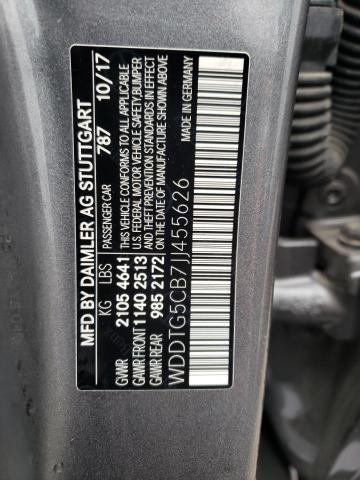 MFD BY DAIMLER AG STUTTGART
KG LBS PASSENGER CAR 787 10/17
GVWR 2105 4641 THIS VEHICLE COMFORMS TO ALL APPLICABLE
GAWR FRONT 1140 2513 U.S. FEDERAL MOTOR VEHICLE SAFETY, BUMPER
AND THEFT PREVENTION STANDARDS IN EFFECT
GAWR REAR 985 2172 ON THE DATE OF MANUFACTURE SHOWN ABOVE.
WDDTG5CB7JJ455626 MADE IN GERMANY